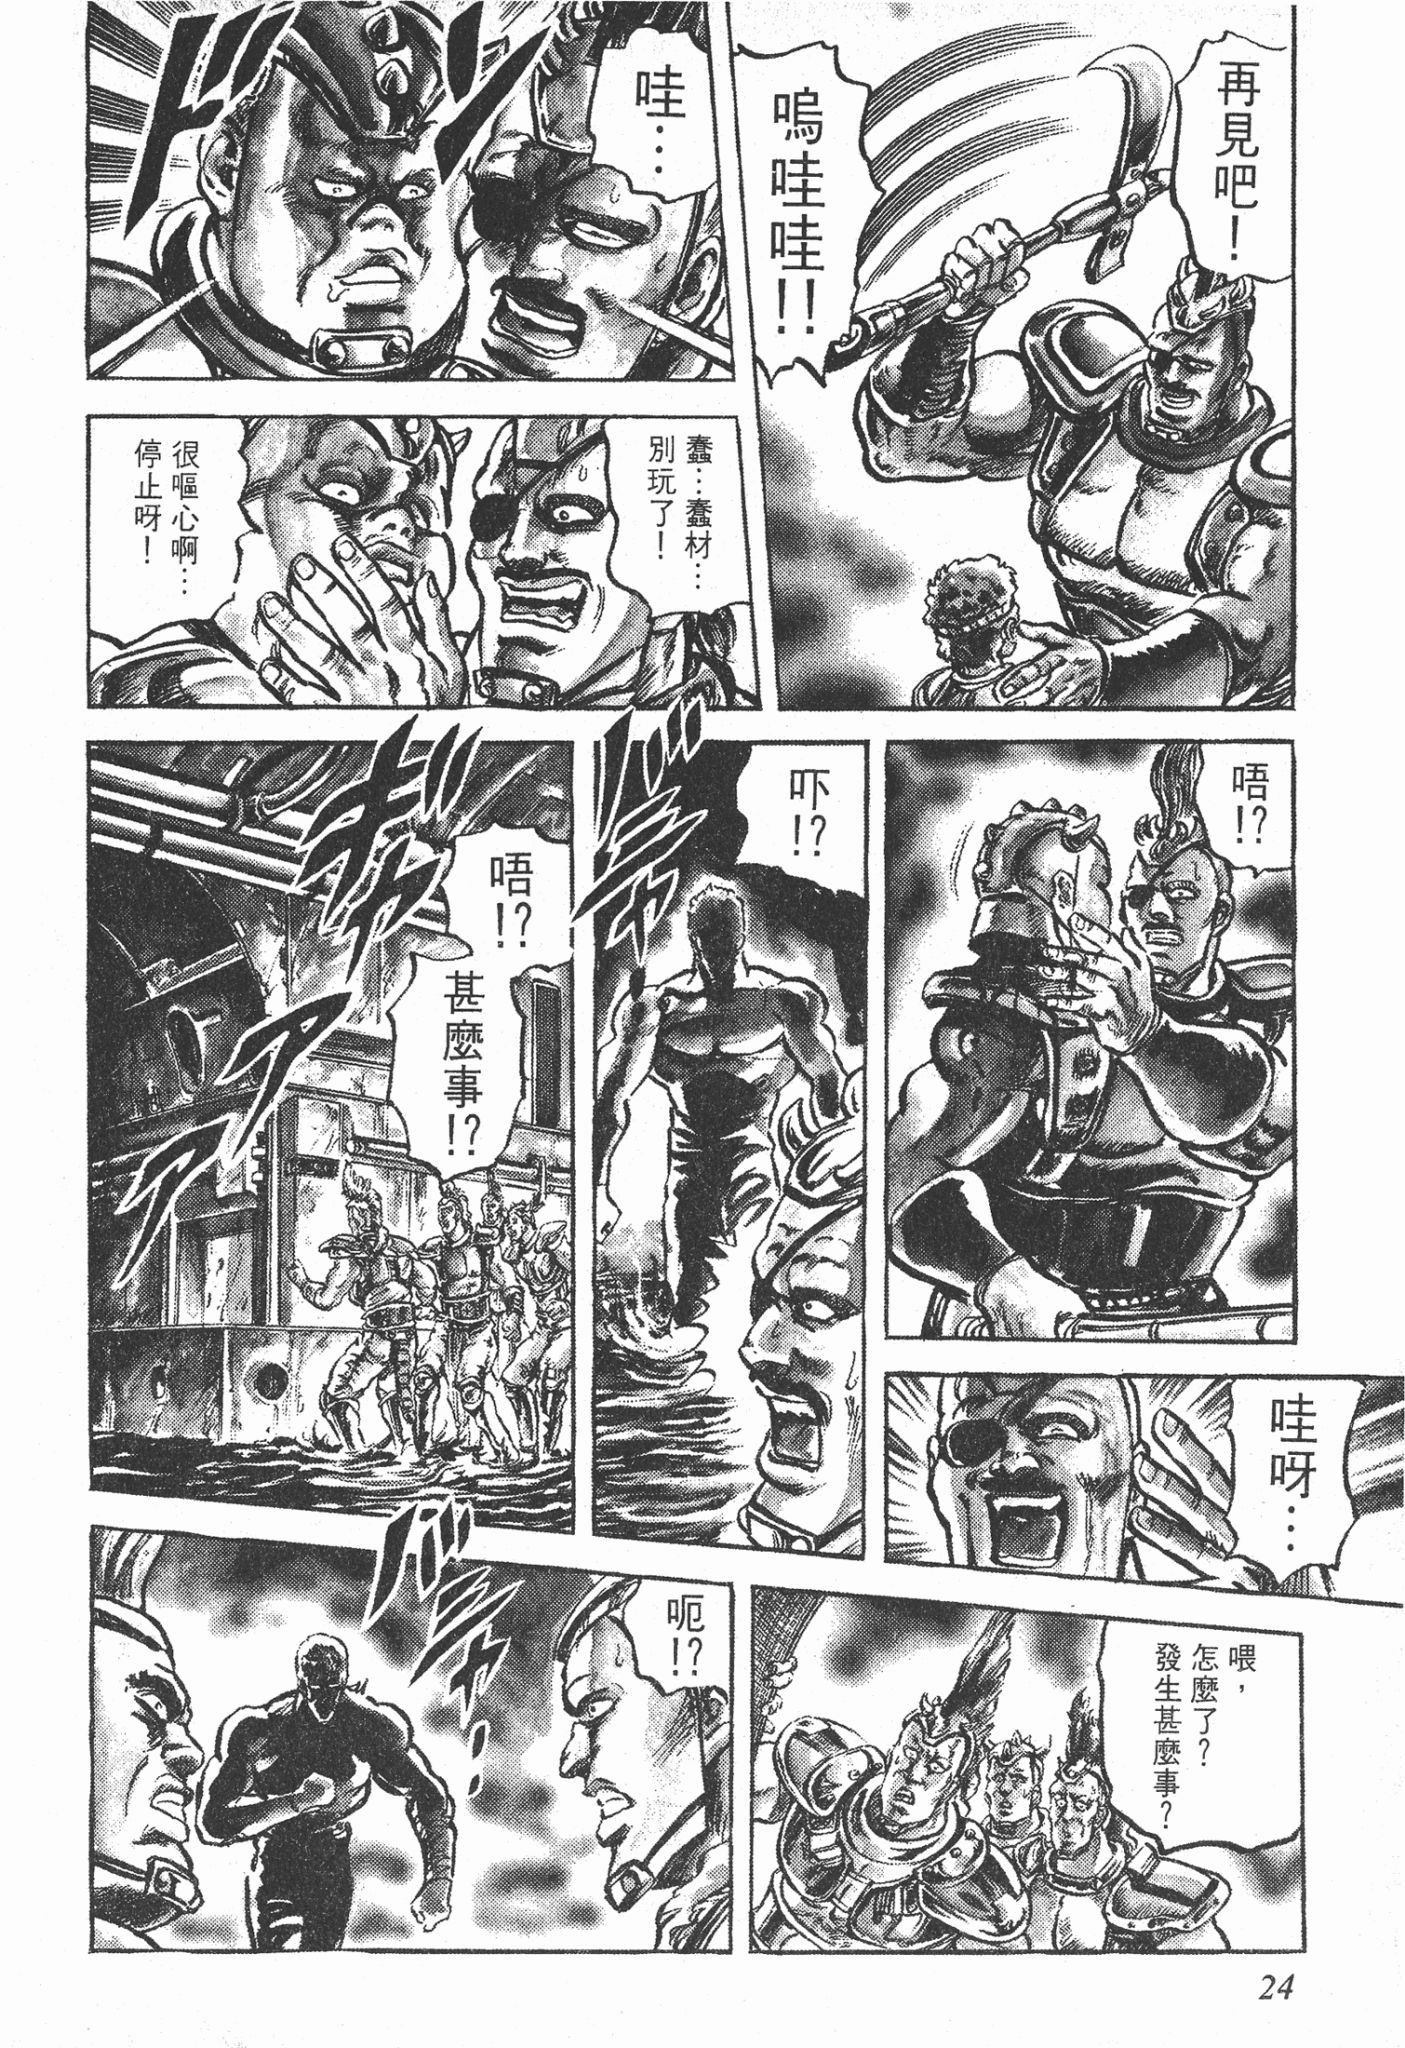 再見吧！
嗚哇哇!!
哇…
蠢…蠢材…
別玩了！
很嘔心啊…
停止呀！
唔!?
哇呀…
吓!?
唔!?
甚麼事!?
喂，
怎麼了？
發生甚麼事？
呃!?
24